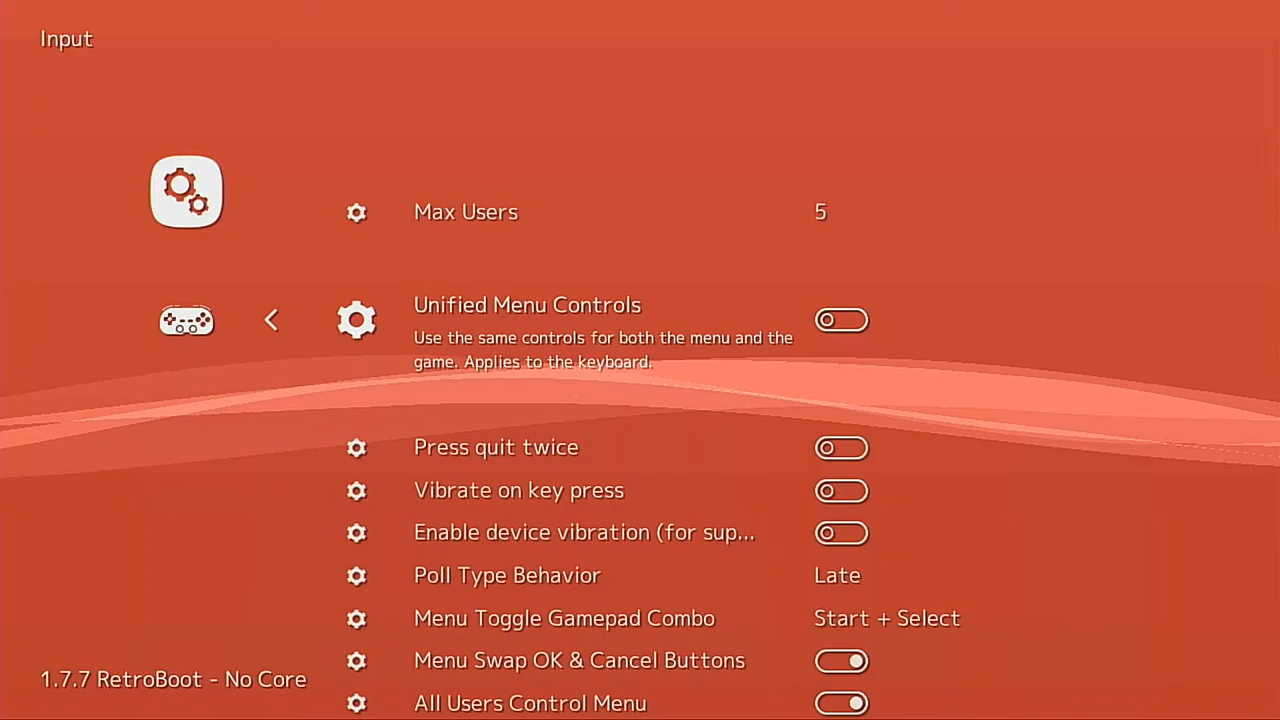 Input
Max Users 5
Unified Menu Controls
Use the same controls for both the menu and the
game. Applies to the keyboard.
Press quit twice
Vibrate on key press
Enable device vibration (for sup...
Poll Type Behavior Late
Menu Toggle Gamepad Combo Start + Select
Menu Swap OK & Cancel Buttons
1.7.7 RetroBoot - No Core
All Users Control Menu